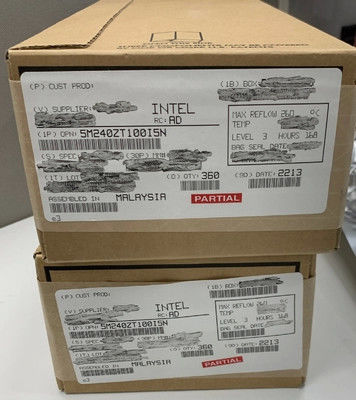 (P) CUST PROD:
(1B) BOX
(V) SUPPLIER:
INTEL
RC: AD
(1P) OPN: 5M240ZT100I5N
MAX REFLOW 260 °C
TEMP
(S) SPEC
(30P) MM#
LEVEL 3 HOURS 168
BAG SEAL DATE:
(1T) LOT
(Q) QTY: 360
(9D) DATE: 2213
ASSEMBLED IN MALAYSIA
PARTIAL
e3
(P) CUST PROD:
(1B) BOX
(V) SUPPLIER
INTEL
RC: AD
(1P) OPN: 5M240ZT100I5N
MAX REFLOW 260 °C
TEMP
(S) SPEC
(30P) MM#
LEVEL 3 HOURS 168
BAG SEAL DATE
(1T) LOT
(Q) QTY: 360
(9D) DATE: 2213
ASSEMBLED IN MALAYSIA
PARTIAL
e3